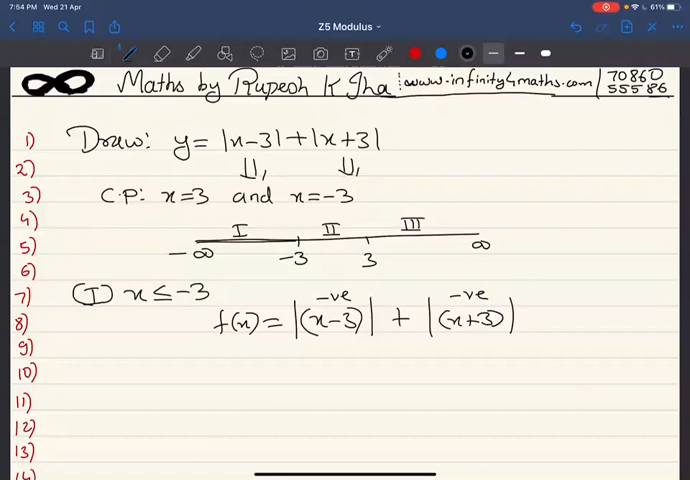 7:54 PM Wed 21 Apr
61%
Z5 Modulus
∞ Maths by Rupesh K Jha | www.infinity4maths.com / 70860 55586
1) Draw: y = |x-3| + |x+3|
2) ⇓, ⇓,
3) C.P: x=3 and x=-3
4) I II III
5) -∞ -3 3 ∞
6)
7) (I) x ≤ -3 -ve -ve
8) f(x) = |(x-3)| + |(x+3)|
9)
10)
11)
12)
13)
14)